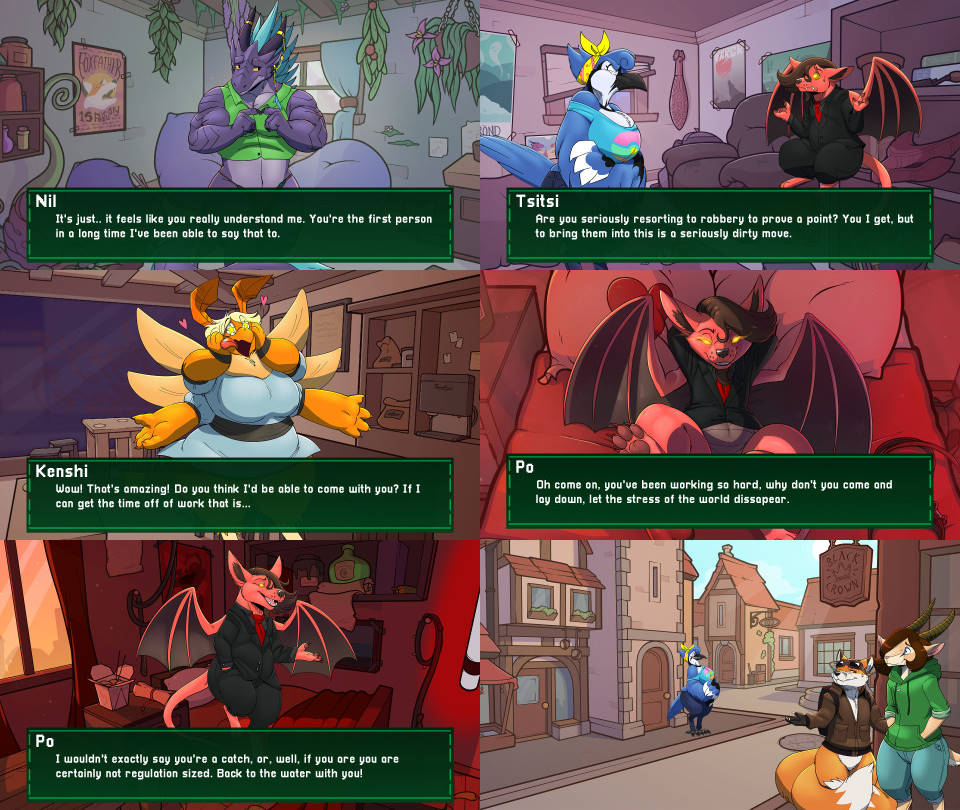 FOXFATHER
15 AUGUST
Nil
It's just.. it feels like you really understand me. You're the first person
in a long time I've been able to say that to.
Tsitsi
Are you seriously resorting to robbery to prove a point? You I get, but
to bring them into this is a seriously dirty move.
Kenshi
Wow! That's amazing! Do you think I'd be able to come with you? If I
can get the time off of work that is...
Po
Oh come on, you've been working so hard, why don't you come and
lay down, let the stress of the world dissapear.
Po
I wouldn't exactly say you're a catch, or, well, if you are you are
certainly not regulation sized. Back to the water with you!
BLACK
CROWN